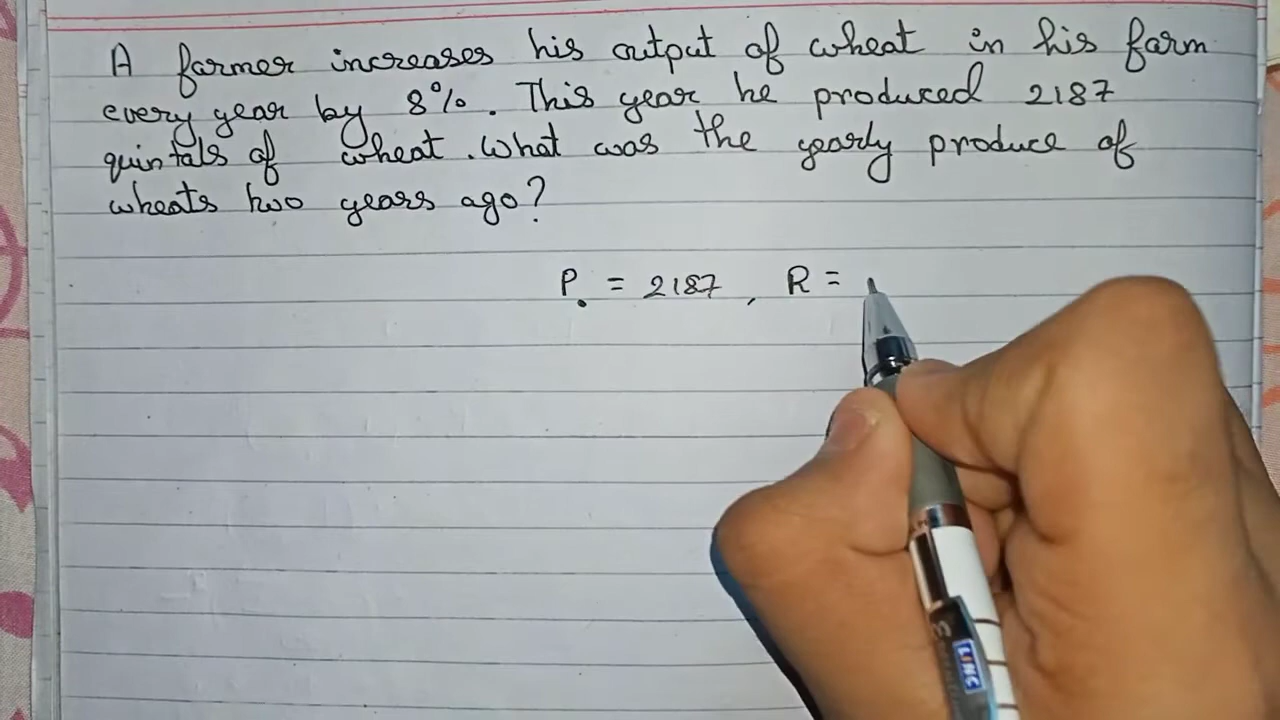 A farmer increases his output of wheat in his farm
every year by 8%. This year he produced 2187
quintals of wheat. What was the yearly produce of
wheats two years ago?
P. = 2187 , R =
LINC